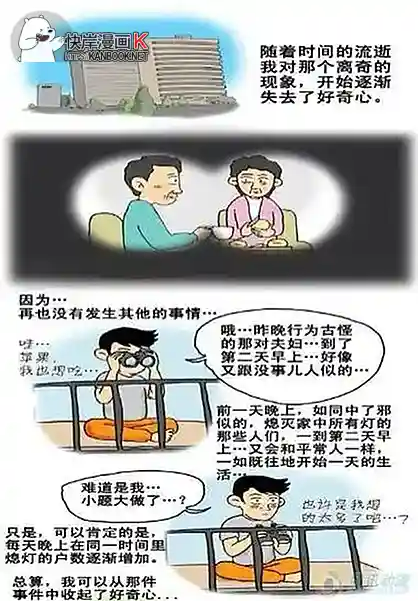 快岸漫画K
https://KANBOOK.NET
随着时间的流逝
我对那个离奇的
现象，开始逐渐
失去了好奇心。
因为…
再也没有发生其他的事情…
呀…
苹果，
我也想吃…
哦…昨晚行为古怪
的那对夫妇…到了
第二天早上…好像
又跟没事儿人似的…
前一天晚上，如同中了邪
似的，熄灭家中所有灯的
那些人们，一到第二天早
上…又会和平常人一样，
一如既往地开始一天的生
活…
难道是我…
小题大做了…？
也许是我想
的太多了吧…？
只是，可以肯定的是，
每天晚上在同一时间里
熄灯的户数逐渐增加。
总算，我可以从那件
事件中收起了好奇心…